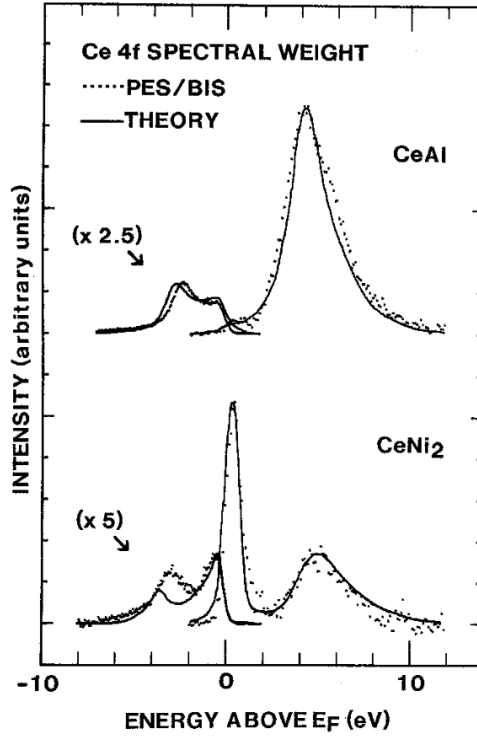 Ce 4f SPECTRAL WEIGHT
......PES/BIS
——THEORY
CeAl
(x 2.5)
INTENSITY (arbitrary units)
CeNi2
(x 5)
-10 0 10
ENERGY ABOVE EF (eV)